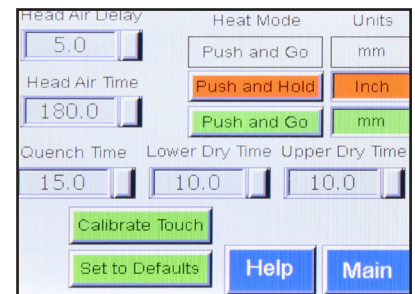 Head Air Delay Heat Mode Units
5.0 Push and Go mm
Head Air Time Push and Hold Inch
180.0 Push and Go mm
Quench Time Lower Dry Time Upper Dry Time
15.0 10.0 10.0
Calibrate Touch
Set to Defaults Help Main